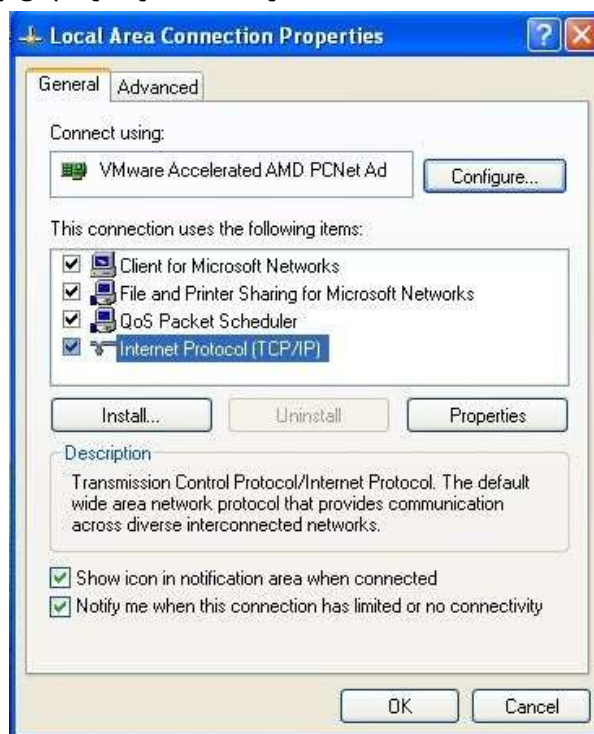 Local Area Connection Properties
General Advanced
Connect using:
VMware Accelerated AMD PCNet Ad
Configure...
This connection uses the following items:
Client for Microsoft Networks
File and Printer Sharing for Microsoft Networks
QoS Packet Scheduler
Internet Protocol (TCP/IP)
Install... Uninstall Properties
Description
Transmission Control Protocol/Internet Protocol. The default
wide area network protocol that provides communication
across diverse interconnected networks.
Show icon in notification area when connected
Notify me when this connection has limited or no connectivity
OK Cancel